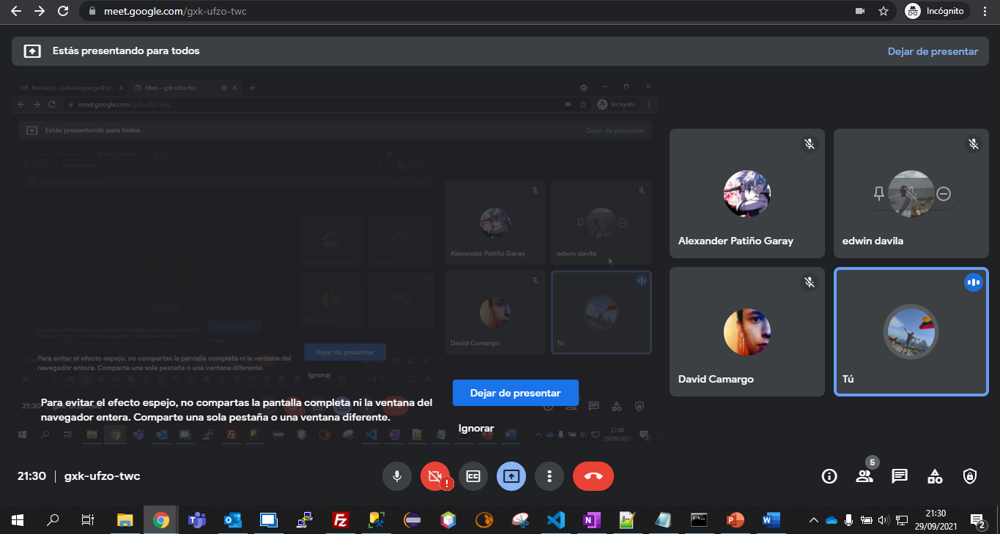 meet.google.com/gxk-ufzo-twc
Incógnito
Estás presentando para todos
Dejar de presentar
Recibidos - judrodriguezgo@gr
Meet - gxk-ufzo-twc
meet.google.com/gxk-ufzo-twc
Incógnito
Estás presentando para todos
Dejar de presentar
Alexander Patiño Garay
edwin davila
David Camargo
Tú
Para evitar el efecto espejo, no compartas la pantalla completa ni la ventana del
navegador entera. Comparte una sola pestaña o una ventana diferente.
Dejar de presentar
Ignorar
21:30
29/09/2021
Para evitar el efecto espejo, no compartas la pantalla completa ni la ventana del
navegador entera. Comparte una sola pestaña o una ventana diferente.
Dejar de presentar
Ignorar
Alexander Patiño Garay
edwin davila
David Camargo
Tú
21:30
gxk-ufzo-twc
5
21:30
29/09/2021
2